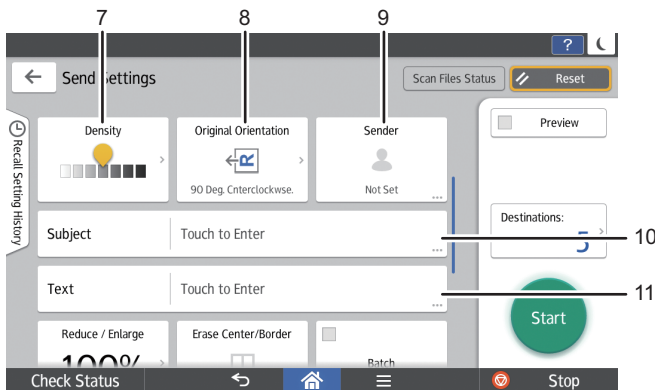 7 8 9
?
Send Settings Scan Files Status Reset
Recall Setting History
Density Original Orientation Sender Preview
R
90 Deg. Cnterclockwse. Not Set
Destinations:
5
Subject Touch to Enter 10
Text Touch to Enter 11
Start
Reduce / Enlarge Erase Center/Border
100% Batch
Check Status Stop